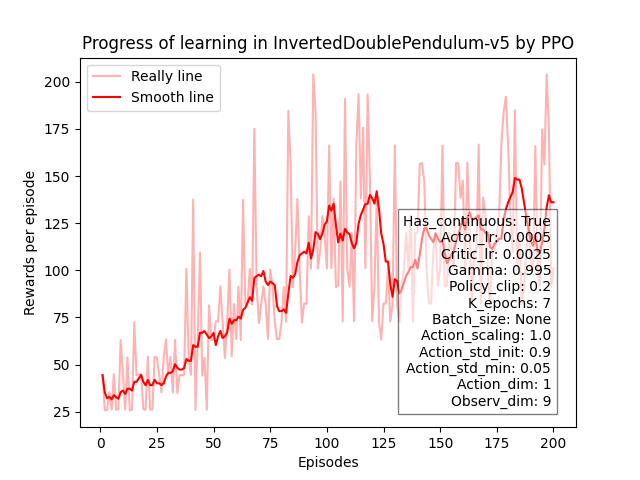 Progress of learning in InvertedDoublePendulum-v5 by PPO
Really line
Smooth line
200
175
150
125
100
75
50
25
Rewards per episode
Has_continuous: True
Actor_lr: 0.0005
Critic_lr: 0.0025
Gamma: 0.995
Policy_clip: 0.2
K_epochs: 7
Batch_size: None
Action_scaling: 1.0
Action_std_init: 0.9
Action_std_min: 0.05
Action_dim: 1
Observ_dim: 9
0 25 50 75 100 125 150 175 200
Episodes